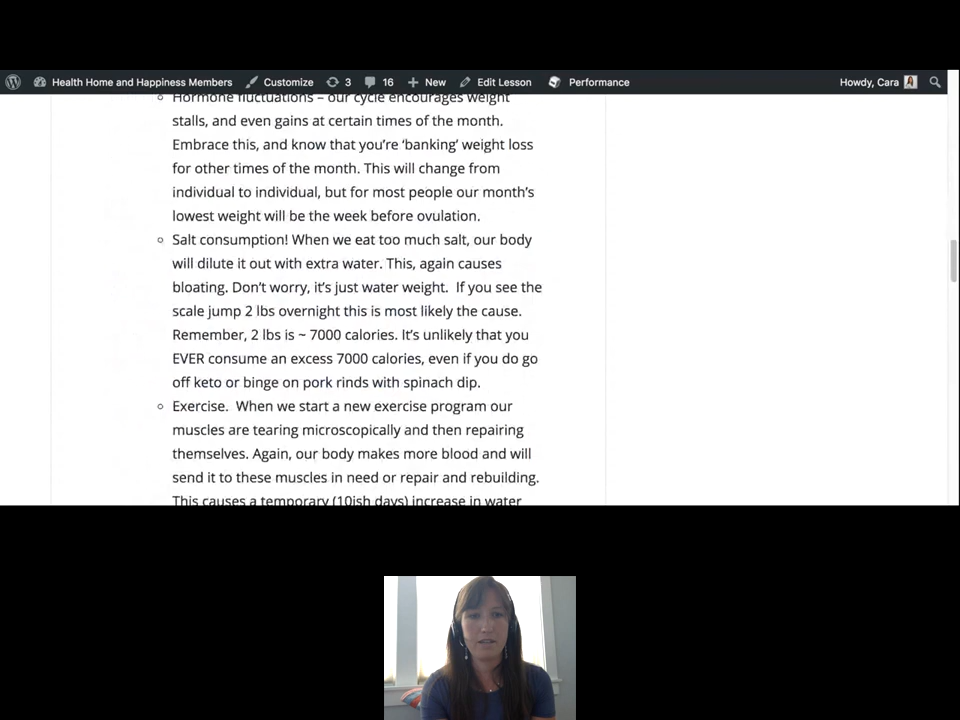 Health Home and Happiness Members Customize 3 16 New Edit Lesson Performance Howdy, Cara
Hormone fluctuations – our cycle encourages weight
stalls, and even gains at certain times of the month.
Embrace this, and know that you're ‘banking’ weight loss
for other times of the month. This will change from
individual to individual, but for most people our month's
lowest weight will be the week before ovulation.
Salt consumption! When we eat too much salt, our body
will dilute it out with extra water. This, again causes
bloating. Don't worry, it's just water weight.  If you see the
scale jump 2 lbs overnight this is most likely the cause.
Remember, 2 lbs is ~ 7000 calories. It's unlikely that you
EVER consume an excess 7000 calories, even if you do go
off keto or binge on pork rinds with spinach dip.
Exercise.  When we start a new exercise program our
muscles are tearing microscopically and then repairing
themselves. Again, our body makes more blood and will
send it to these muscles in need or repair and rebuilding.
This causes a temporary (10ish days) increase in water